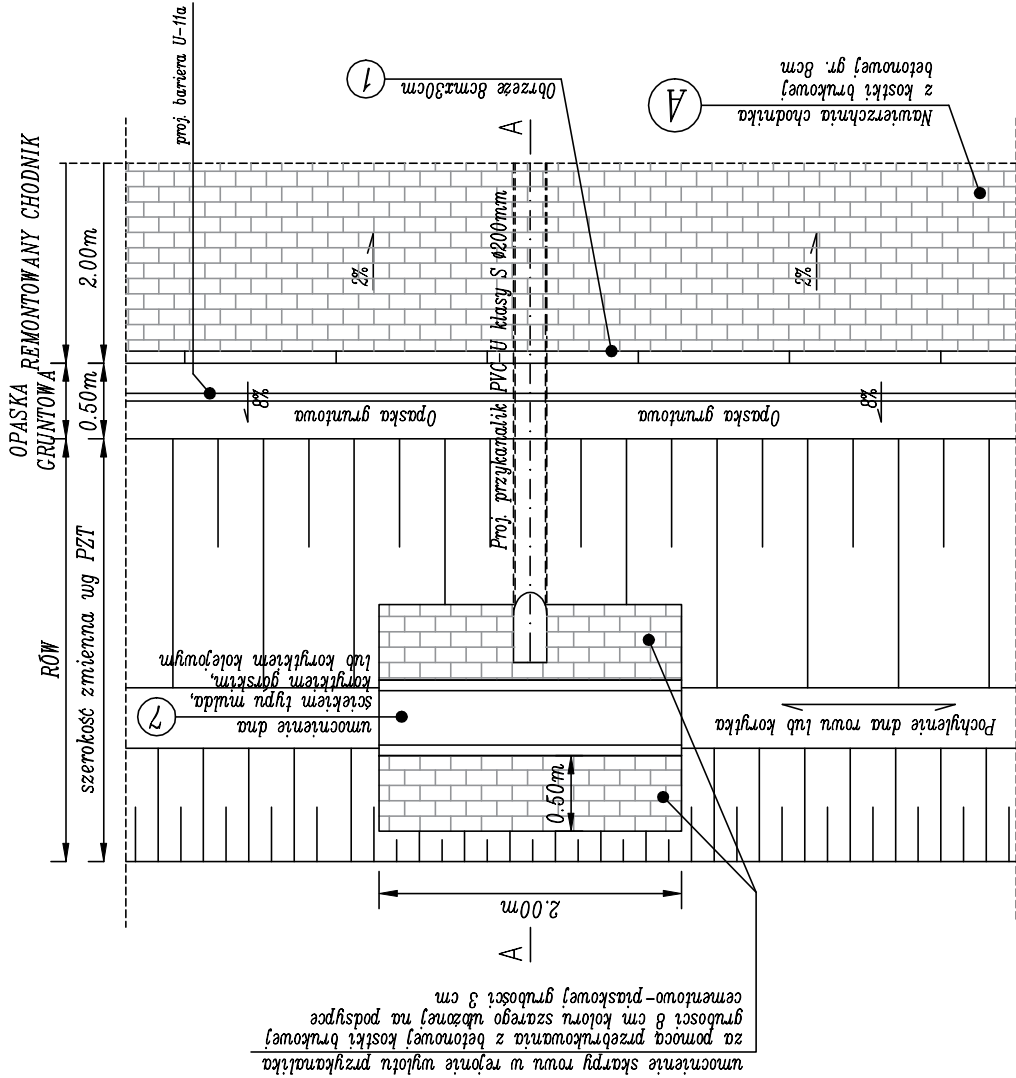 proj. bariera U-11a
1
Obrzeże 8cmx30cm
A
Nawierzchnia chodnika
z kostki brukowej
betonowej gr. 8cm
REMONTOWANY CHODNIK
2.00m
OPASKA
GRUNTOWA
0.50m
RÓW
szerokość zmienna wg PZT
A
2%
2%
Proj. przykanalik PVC-U klasy S ø200mm
8%
8%
Opaska gruntowa
Opaska gruntowa
7
umocnienie dna
ściekiem typu mulda,
korytkiem górskim,
lub korytkiem kolejowym
Pochylenie dna rowu lub korytka
0.50m
2.00m
A
umocnienie skarpy rowu w rejonie wylotu przykanalika
za pomocą przebrukowania z betonowej kostki brukowej
grubosci 8 cm koloru szarego ułożonej na podsypce
cementowo-piaskowej grubości 3 cm